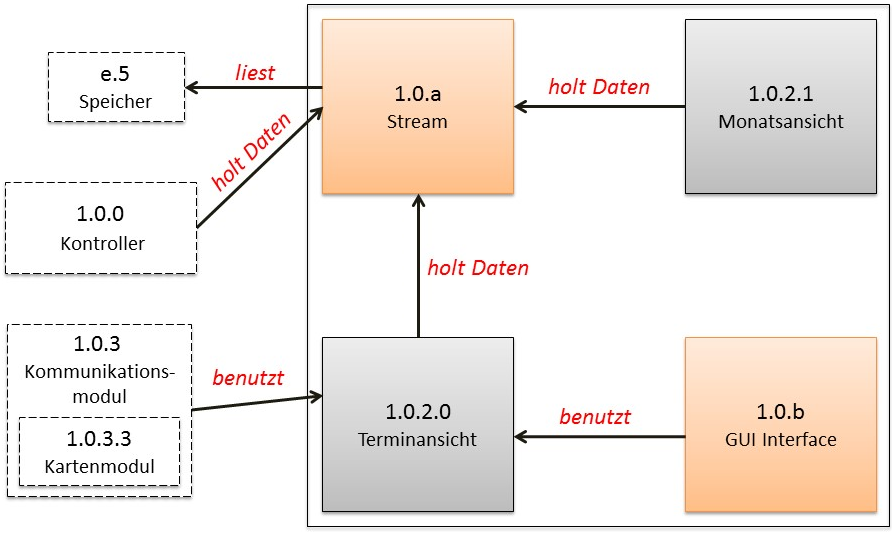 e.5
Speicher
liest
1.0.a
Stream
holt Daten
1.0.2.1
Monatsansicht
holt Daten
1.0.0
Kontroller
holt Daten
1.0.3
Kommunikations-
modul
1.0.3.3
Kartenmodul
benutzt
1.0.2.0
Terminansicht
benutzt
1.0.b
GUI Interface